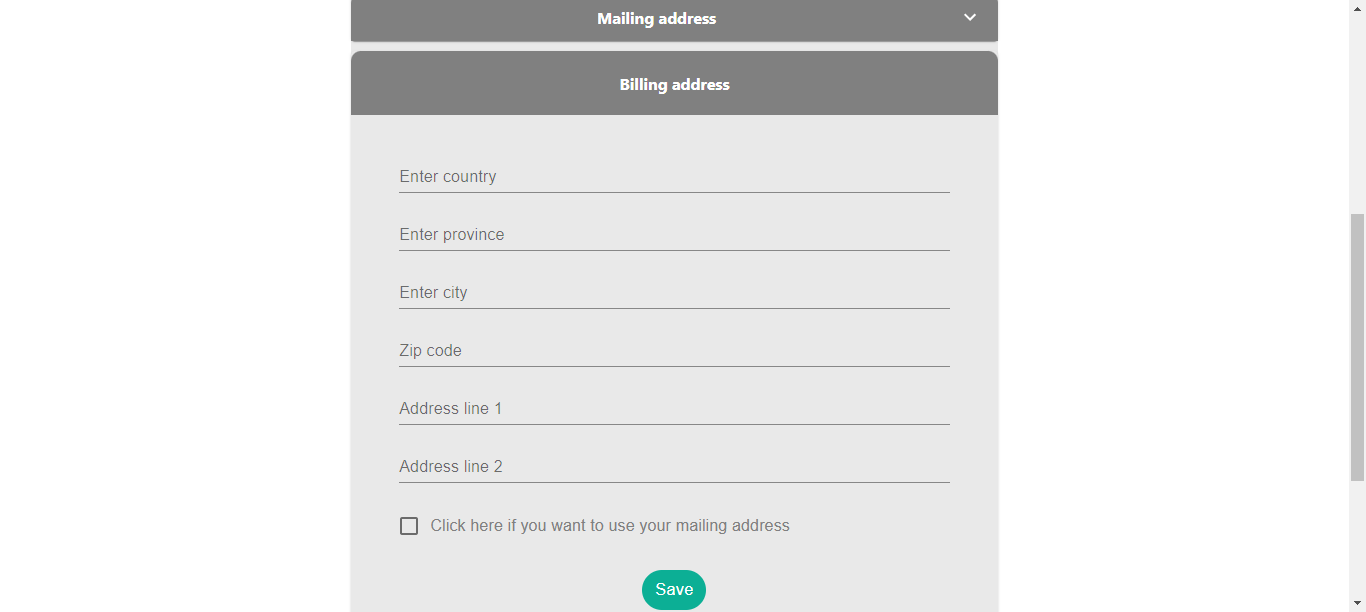 Mailing address
Billing address
Enter country
Enter province
Enter city
Zip code
Address line 1
Address line 2
Click here if you want to use your mailing address
Save